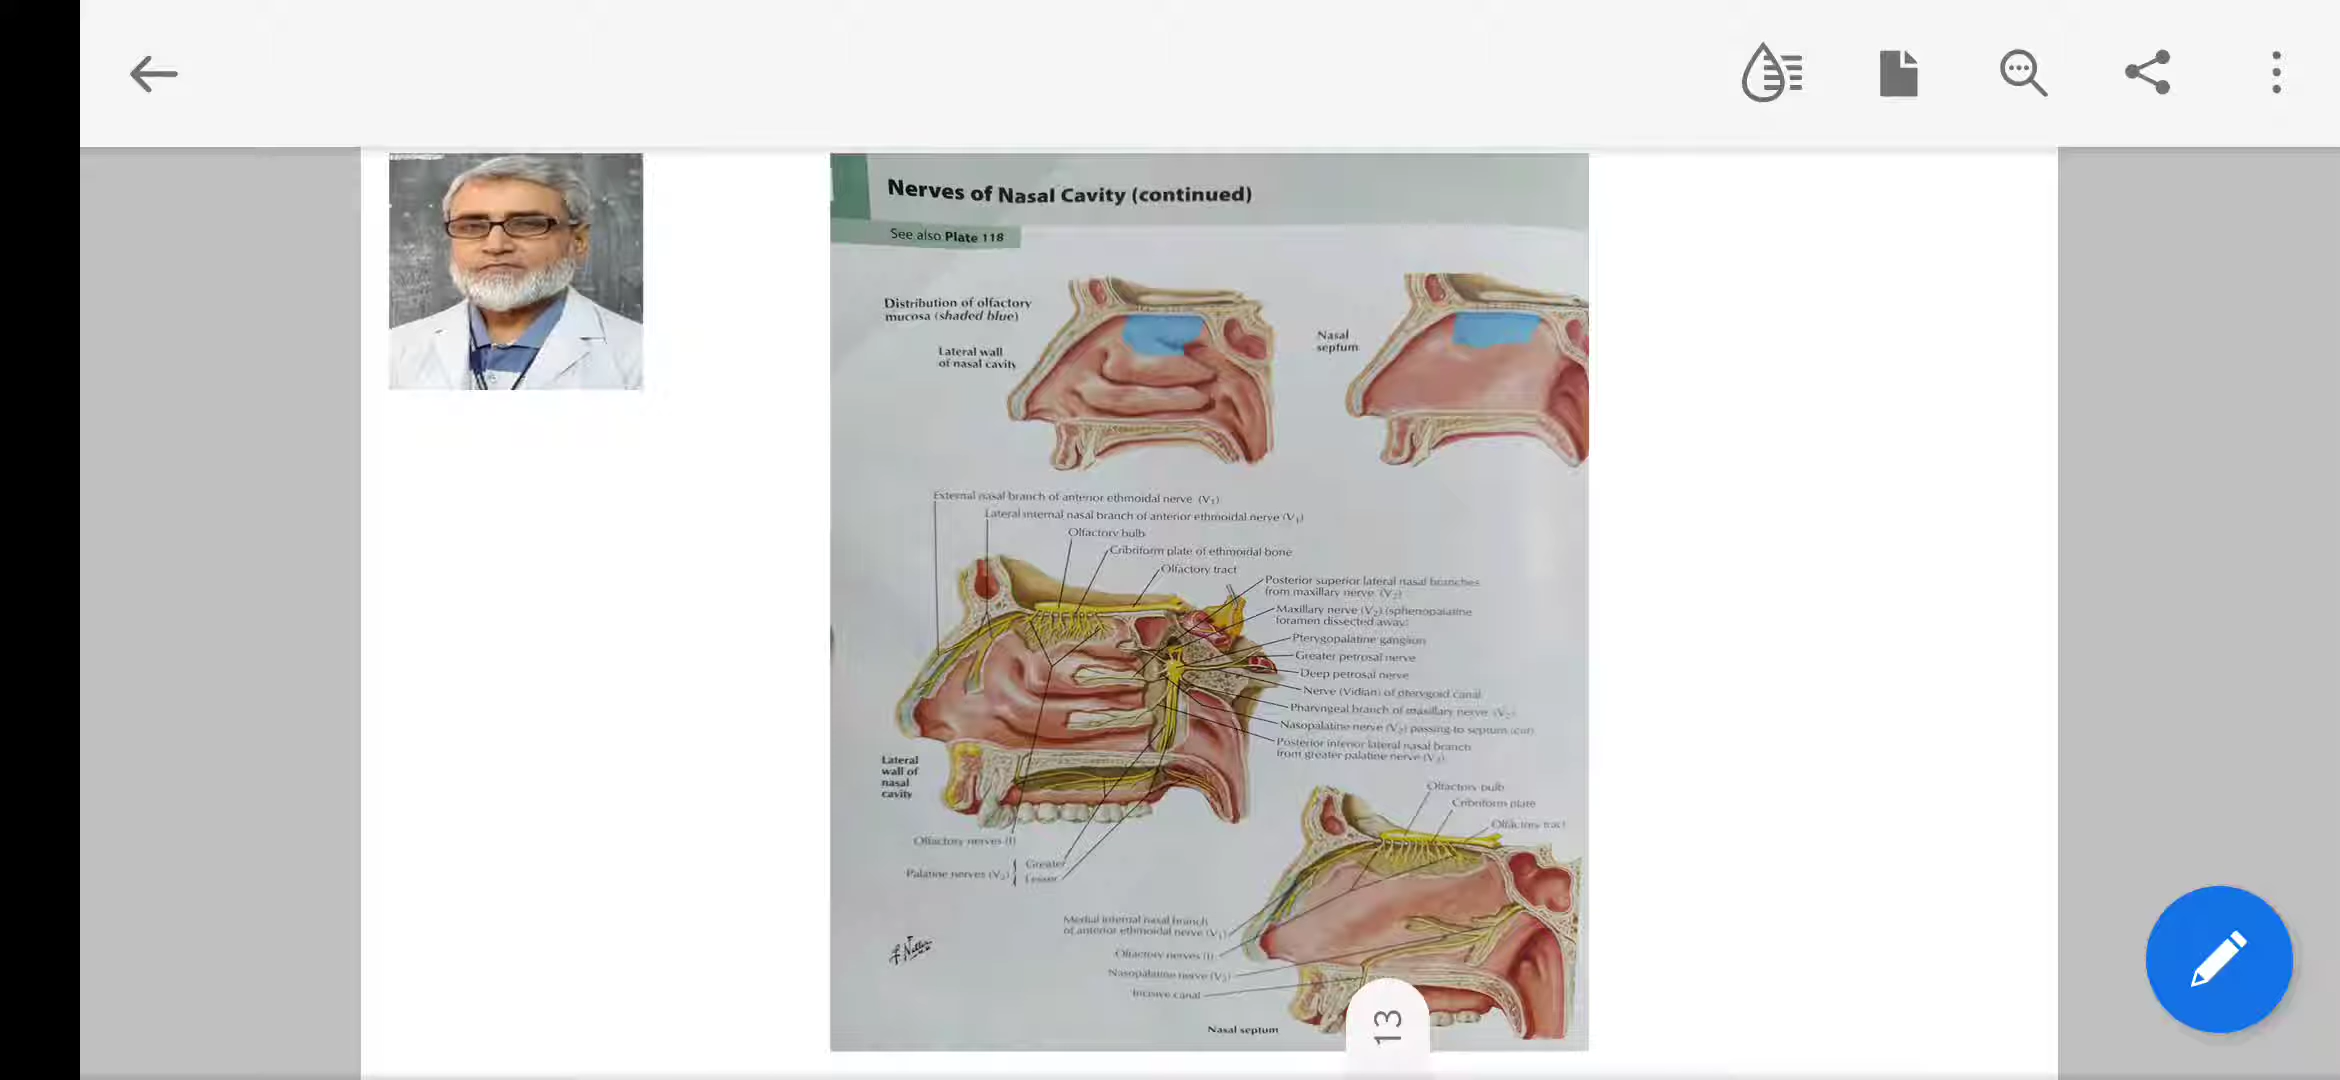 Nerves of Nasal Cavity (continued)
See also Plate 118
Distribution of olfactory
mucosa (shaded blue)
Lateral wall
of nasal cavity
Nasal
septum
External nasal branch of anterior ethmoidal nerve (V₁)
Lateral internal nasal branch of anterior ethmoidal nerve (V₁)
Olfactory bulb
Cribriform plate of ethmoidal bone
Olfactory tract
Posterior superior lateral nasal branches
from maxillary nerve (V₂)
Maxillary nerve (V₂) (sphenopalatine
foramen dissected away)
Pterygopalatine ganglion
Greater petrosal nerve
Deep petrosal nerve
Nerve (Vidian) of pterygoid canal
Pharyngeal branch of maxillary nerve (V₂)
Nasopalatine nerve (V₂) passing to septum (cut)
Posterior inferior lateral nasal branch
from greater palatine nerve (V₂)
Lateral
wall of
nasal
cavity
Olfactory nerves (I)
Palatine nerves (V₂)
Greater
Lesser
Olfactory bulb
Cribriform plate
Olfactory tract
Medial internal nasal branch
of anterior ethmoidal nerve (V₁)
Olfactory nerves (I)
Nasopalatine nerve (V₂)
Incisive canal
Nasal septum
F. Netter
13